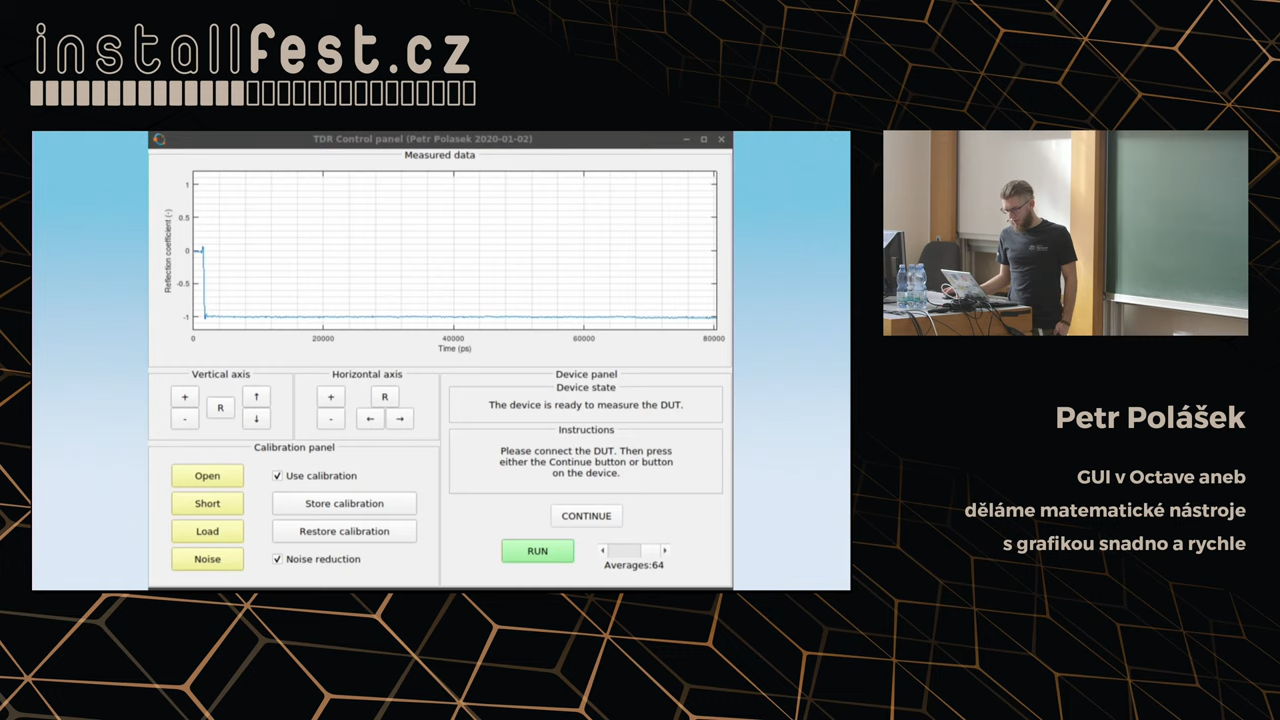 installfest.cz
TDR Control panel (Petr Polasek 2020-01-02)
Measured data
Reflection coefficient (-)
1
0.5
0
-0.5
-1
0
20000
40000
60000
80000
Time (ps)
Vertical axis
+
-
R
↑
↓
Horizontal axis
+
-
R
←
→
Calibration panel
Open
Short
Load
Noise
Use calibration
Store calibration
Restore calibration
Noise reduction
Device panel
Device state
The device is ready to measure the DUT.
Instructions
Please connect the DUT. Then press
either the Continue button or button
on the device.
CONTINUE
RUN
Averages:64
Petr Polášek
GUI v Octave aneb
děláme matematické nástroje
s grafikou snadno a rychle